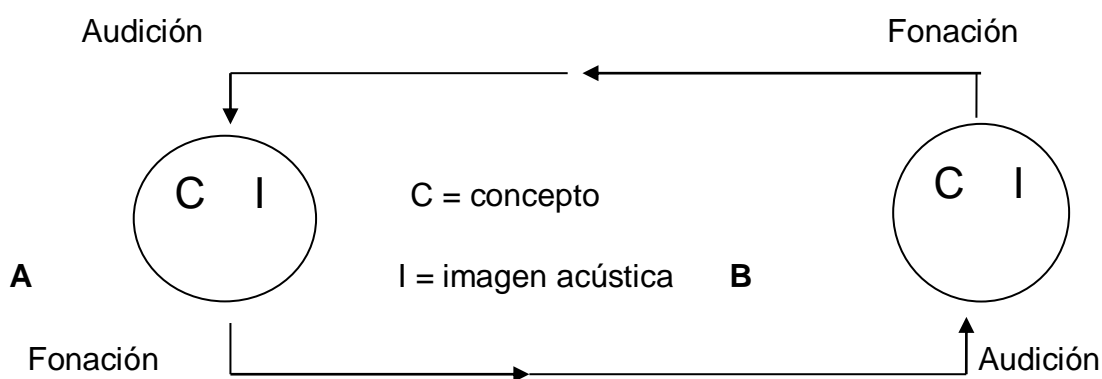 Audición Fonación
C I C = concepto C I
A I = imagen acústica B
Fonación Audición